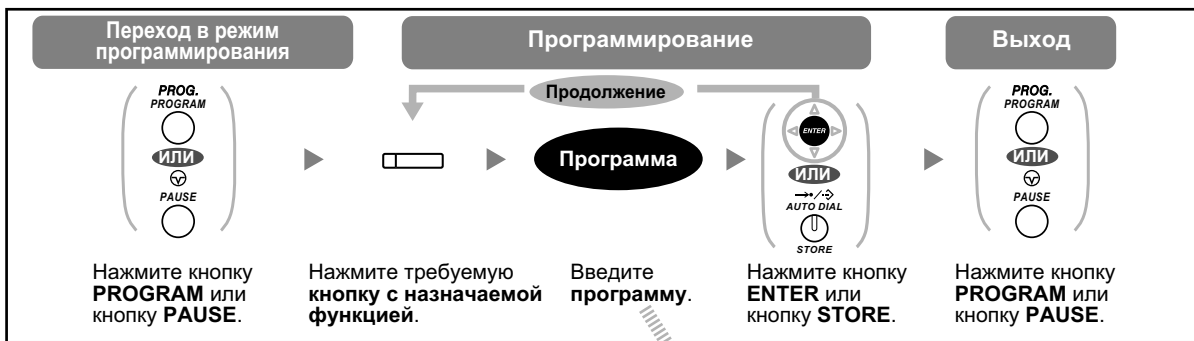 Переход в режим
программирования
Программирование
Выход
Продолжение
PROG.
PROGRAM
ИЛИ
PAUSE
Программа
ENTER
ИЛИ
AUTO DIAL
STORE
PROG.
PROGRAM
ИЛИ
PAUSE
Нажмите кнопку
PROGRAM или
кнопку PAUSE.
Нажмите требуемую
кнопку с назначаемой
функцией.
Введите
программу.
Нажмите кнопку
ENTER или
кнопку STORE.
Нажмите кнопку
PROGRAM или
кнопку PAUSE.